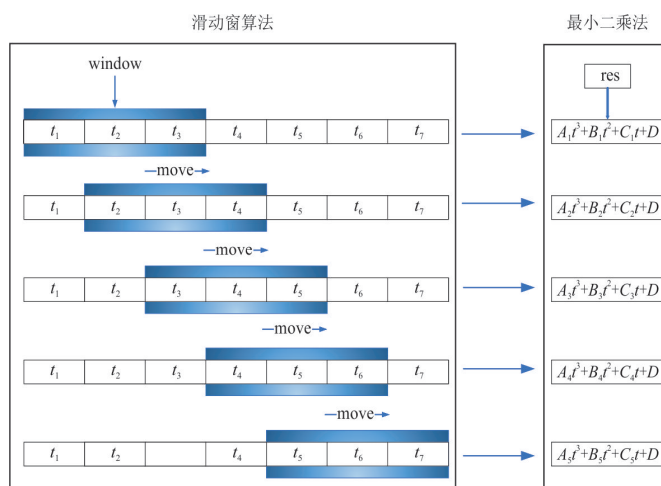 滑动窗算法
最小二乘法
window
res
t₁ t₂ t₃ t₄ t₅ t₆ t₇
A₁t³+B₁t²+C₁t+D
move
t₁ t₂ t₃ t₄ t₅ t₆ t₇
A₂t³+B₂t²+C₂t+D
move
t₁ t₂ t₃ t₄ t₅ t₆ t₇
A₃t³+B₃t²+C₃t+D
move
t₁ t₂ t₃ t₄ t₅ t₆ t₇
A₄t³+B₄t²+C₄t+D
move
t₁ t₂ t₄ t₅ t₆ t₇
A₅t³+B₅t²+C₅t+D